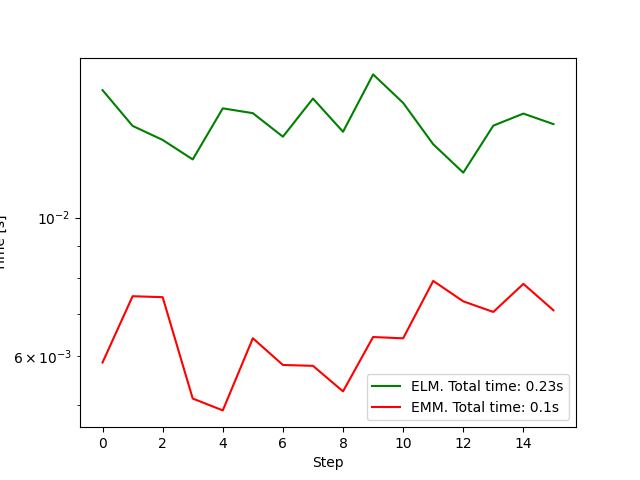 10⁻²
6 × 10⁻³
0 2 4 6 8 10 12 14
Step
ELM. Total time: 0.23s
EMM. Total time: 0.1s